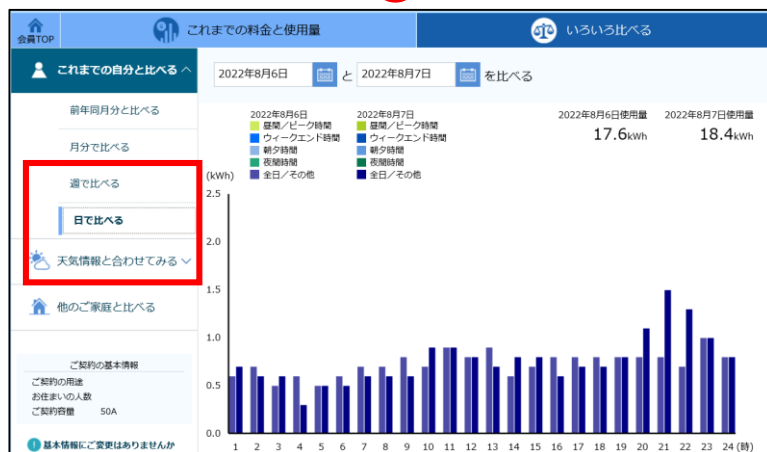 会員TOP
これまでの料金と使用量
いろいろ比べる
これまでの自分と比べる
前年同月分と比べる
月分で比べる
週で比べる
日で比べる
天気情報と合わせてみる
他のご家庭と比べる
ご契約の基本情報
ご契約の用途
お住まいの人数
ご契約容量 50A
基本情報にご変更はありませんか
2022年8月6日 と 2022年8月7日 を比べる
2022年8月6日
昼間/ピーク時間
ウィークエンド時間
朝夕時間
夜間時間
全日/その他
2022年8月7日
昼間/ピーク時間
ウィークエンド時間
朝夕時間
夜間時間
全日/その他
2022年8月6日使用量
17.6kWh
2022年8月7日使用量
18.4kWh
(kWh)
2.5
2.0
1.5
1.0
0.5
0.0
1 2 3 4 5 6 7 8 9 10 11 12 13 14 15 16 17 18 19 20 21 22 23 24 (時)